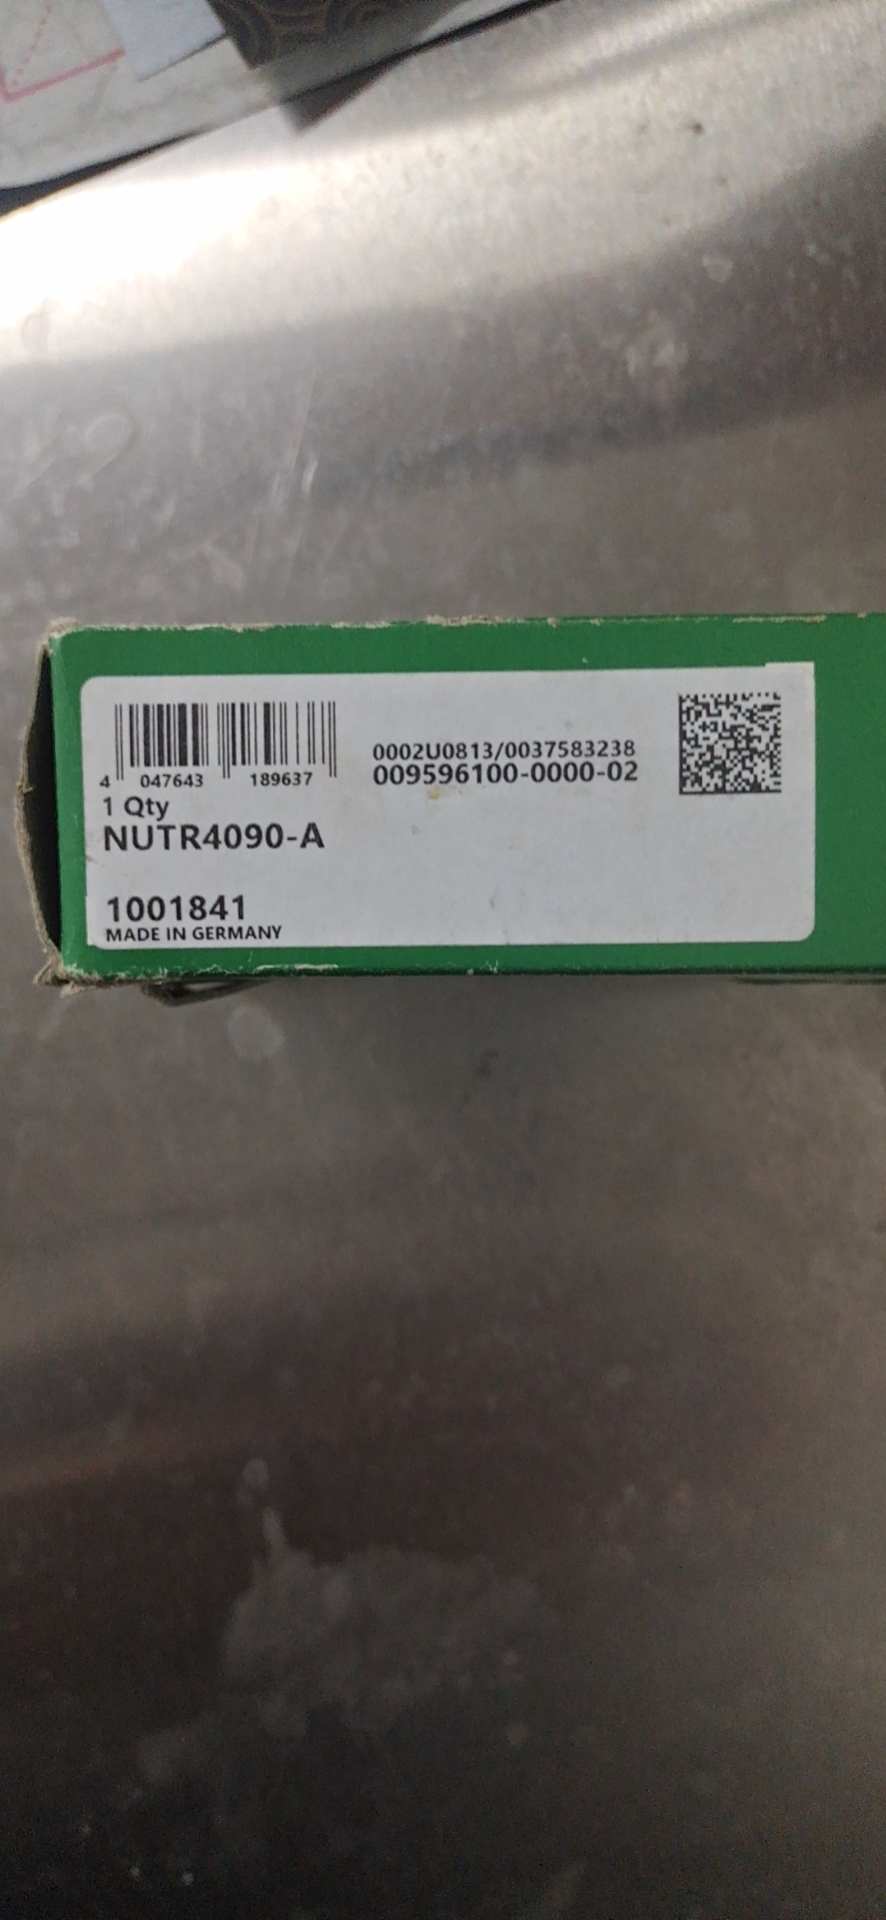 4 047643 189637
0002U0813/0037583238
009596100-0000-02
1 Qty
NUTR4090-A
1001841
MADE IN GERMANY